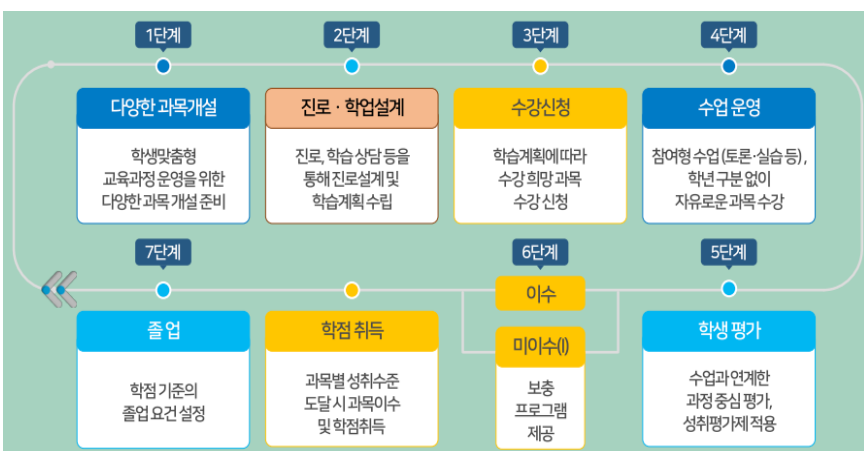 1단계
다양한 과목개설
학생맞춤형
교육과정 운영을 위한
다양한 과목 개설 준비
2단계
진로 · 학업설계
진로, 학습 상담 등을
통해 진로설계 및
학습계획 수립
3단계
수강신청
학습계획에 따라
수강 희망 과목
수강 신청
4단계
수업 운영
참여형 수업 (토론·실습 등),
학년 구분 없이
자유로운 과목 수강
5단계
학생 평가
수업과 연계한
과정 중심 평가,
성취평가제 적용
6단계
이수
미이수(I)
보충
프로그램
제공
학점 취득
과목별 성취수준
도달 시 과목이수
및 학점취득
7단계
졸 업
학점 기준의
졸업 요건 설정